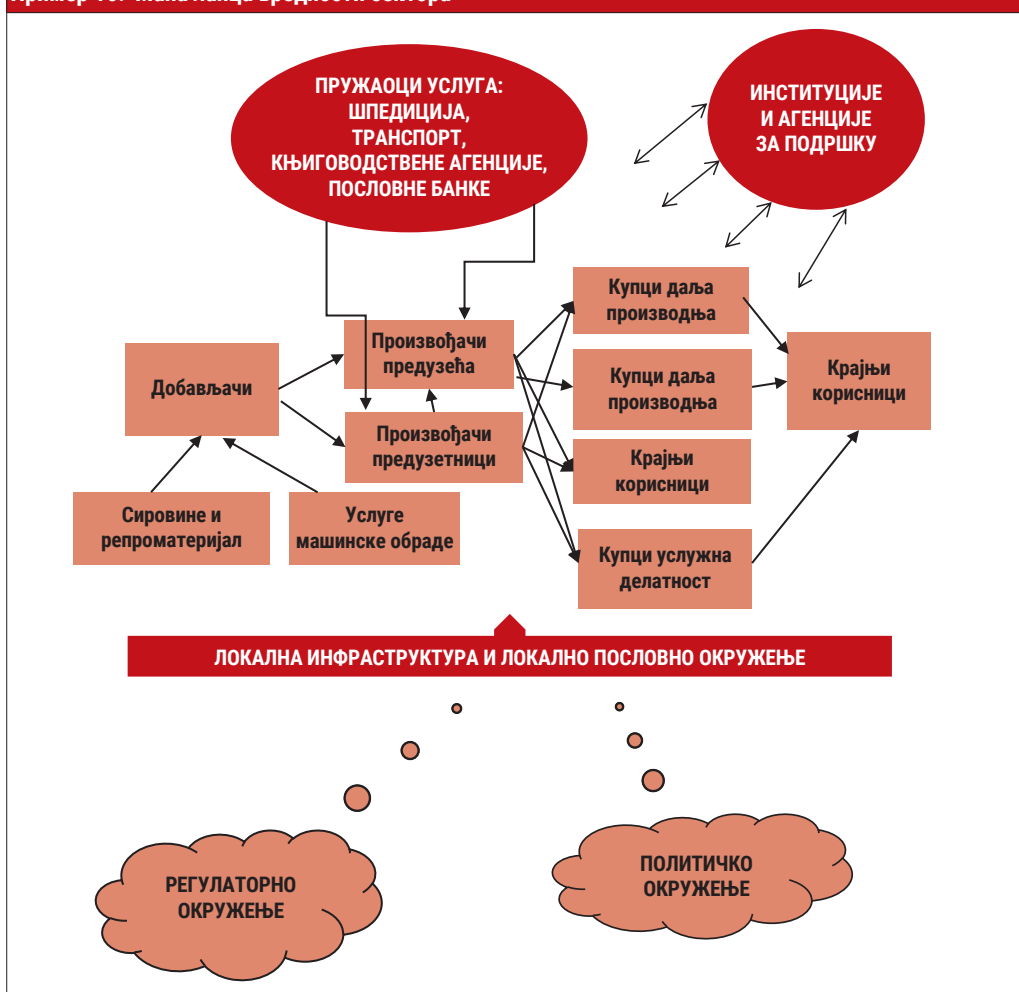 ПРУЖАОЦИ УСЛУГА:
ШПЕДИЦИЈА,
ТРАНСПОРТ,
КЊИГОВОДСТВЕНЕ АГЕНЦИЈЕ,
ПОСЛОВНЕ БАНКЕ
ИНСТИТУЦИЈЕ
И АГЕНЦИЈЕ
ЗА ПОДРШКУ
Добављачи
Произвођачи
предузећа
Произвођачи
предузетници
Сировине и
репроматеријал
Услуге
машинске обраде
Купци даља
производња
Купци даља
производња
Крајњи
корисници
Купци услужна
делатност
Крајњи
корисници
ЛОКАЛНА ИНФРАСТРУКТУРА И ЛОКАЛНО ПОСЛОВНО ОКРУЖЕЊЕ
РЕГУЛАТОРНО
ОКРУЖЕЊЕ
ПОЛИТИЧКО
ОКРУЖЕЊЕ